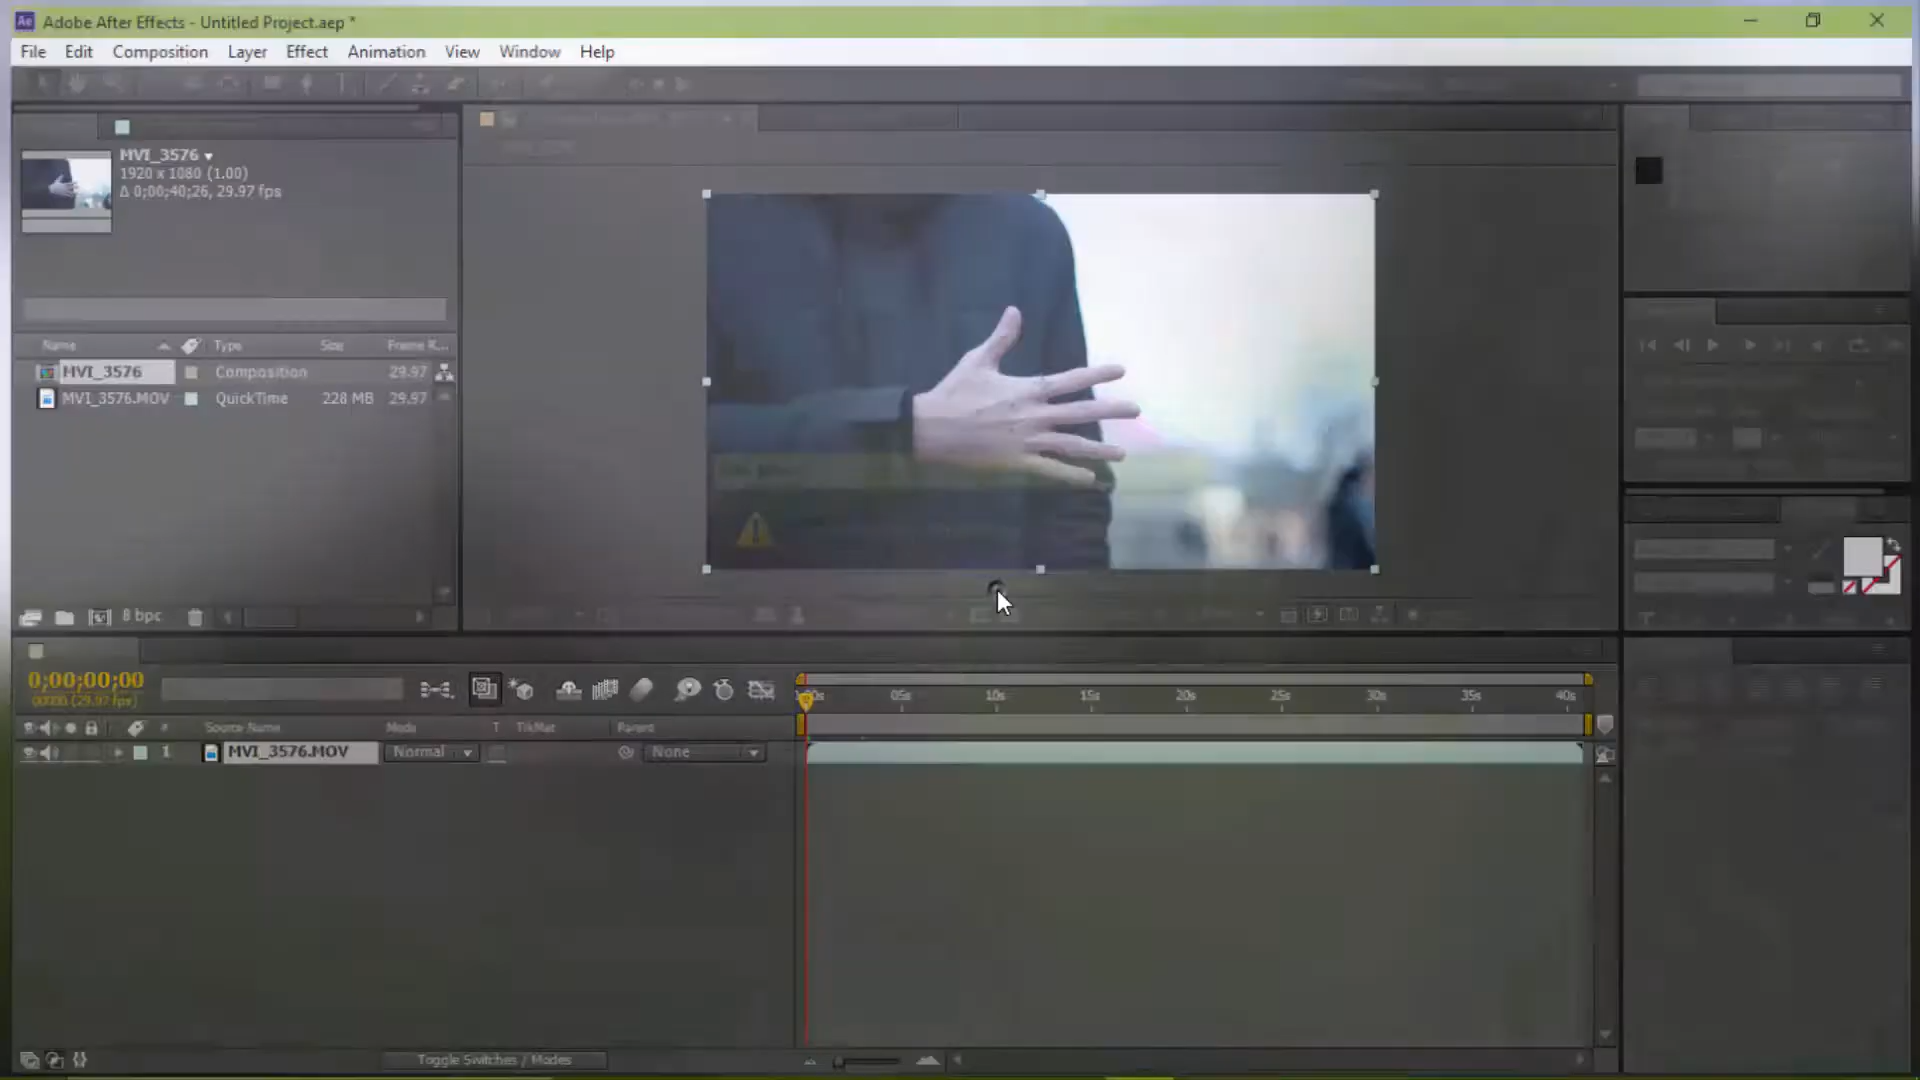 Adobe After Effects - Untitled Project.aep *
File Edit Composition Layer Effect Animation View Window Help
MVI_3576
1920 x 1080 (1.00)
Δ 0;00;40;26, 29.97 fps
Name Type Size Frame R...
MVI_3576 Composition 29.97
MVI_3576.MOV QuickTime 228 MB 29.97
8 bpc
0;00;00;00
00000 (29.97 fps)
05s 10s 15s 20s 25s 30s 35s 40s
# Source Name Mode T TrkMat Parent
1 MVI_3576.MOV Normal None
Toggle Switches / Modes